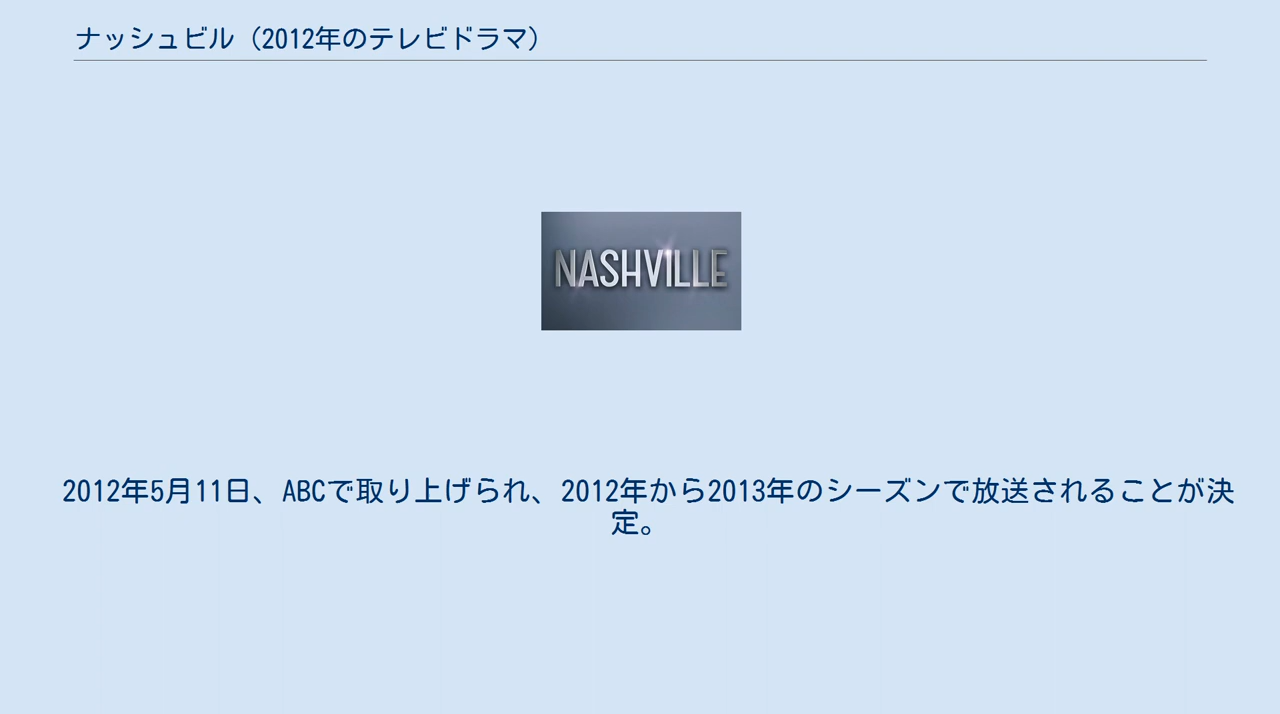 ナッシュビル（2012年のテレビドラマ）
NASHVILLE
2012年5月11日、ABCで取り上げられ、2012年から2013年のシーズンで放送されることが決
定。